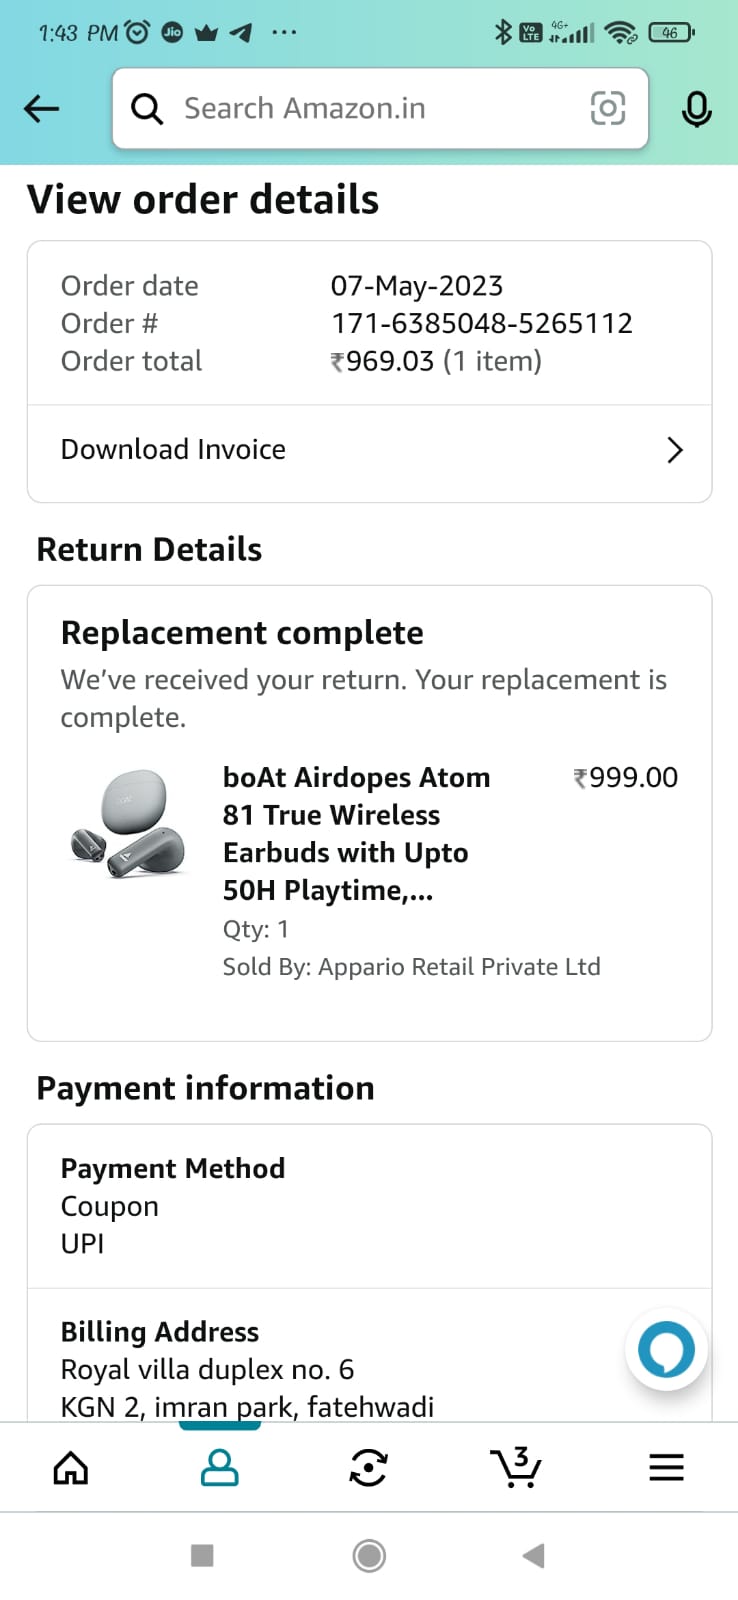 1:43 PM
Jio
Vo LTE
4G+
46
Search Amazon.in
View order details
Order date 07-May-2023
Order # 171-6385048-5265112
Order total ₹969.03 (1 item)
Download Invoice
Return Details
Replacement complete
We've received your return. Your replacement is
complete.
boAt Airdopes Atom ₹999.00
81 True Wireless
Earbuds with Upto
50H Playtime,...
Qty: 1
Sold By: Appario Retail Private Ltd
Payment information
Payment Method
Coupon
UPI
Billing Address
Royal villa duplex no. 6
KGN 2, imran park, fatehwadi
3